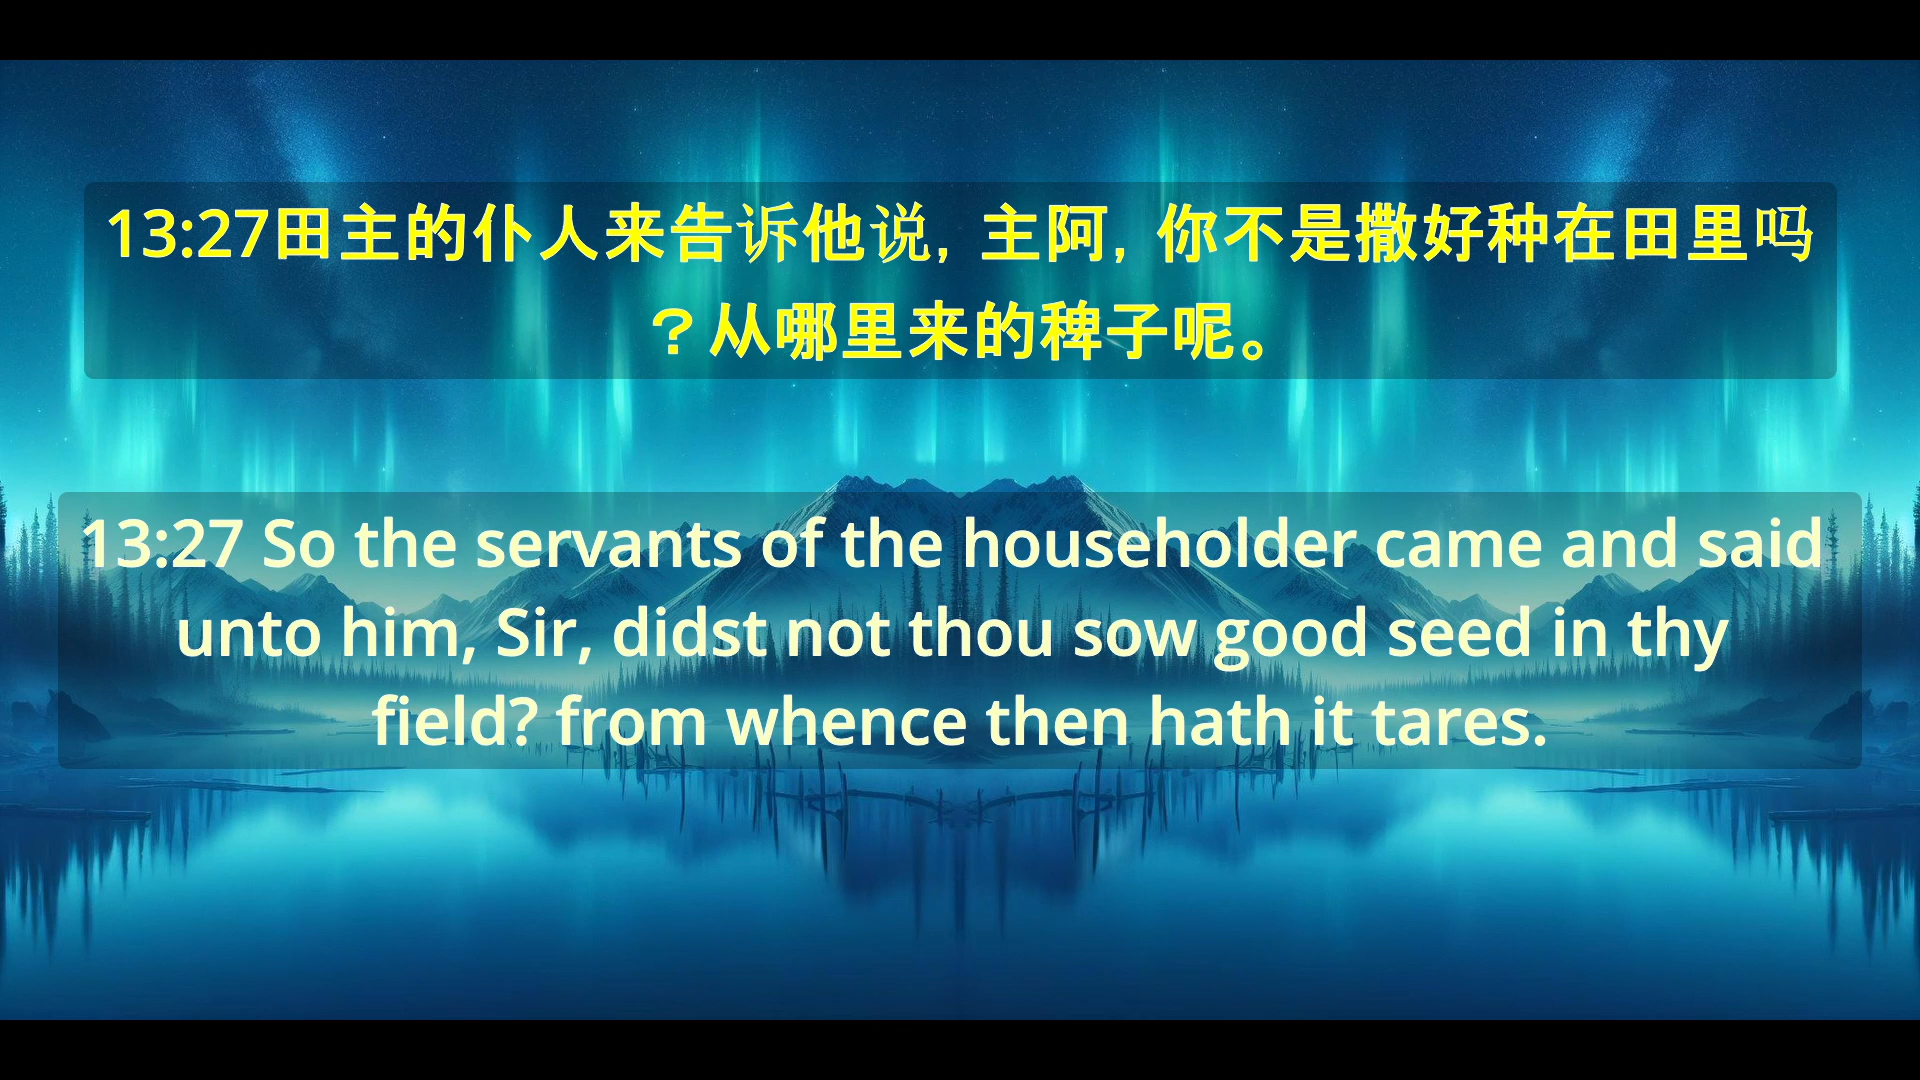 13:27田主的仆人来告诉他说，主阿，你不是撒好种在田里吗
？从哪里来的稗子呢。
13:27 So the servants of the householder came and said
unto him, Sir, didst not thou sow good seed in thy
field? from whence then hath it tares.